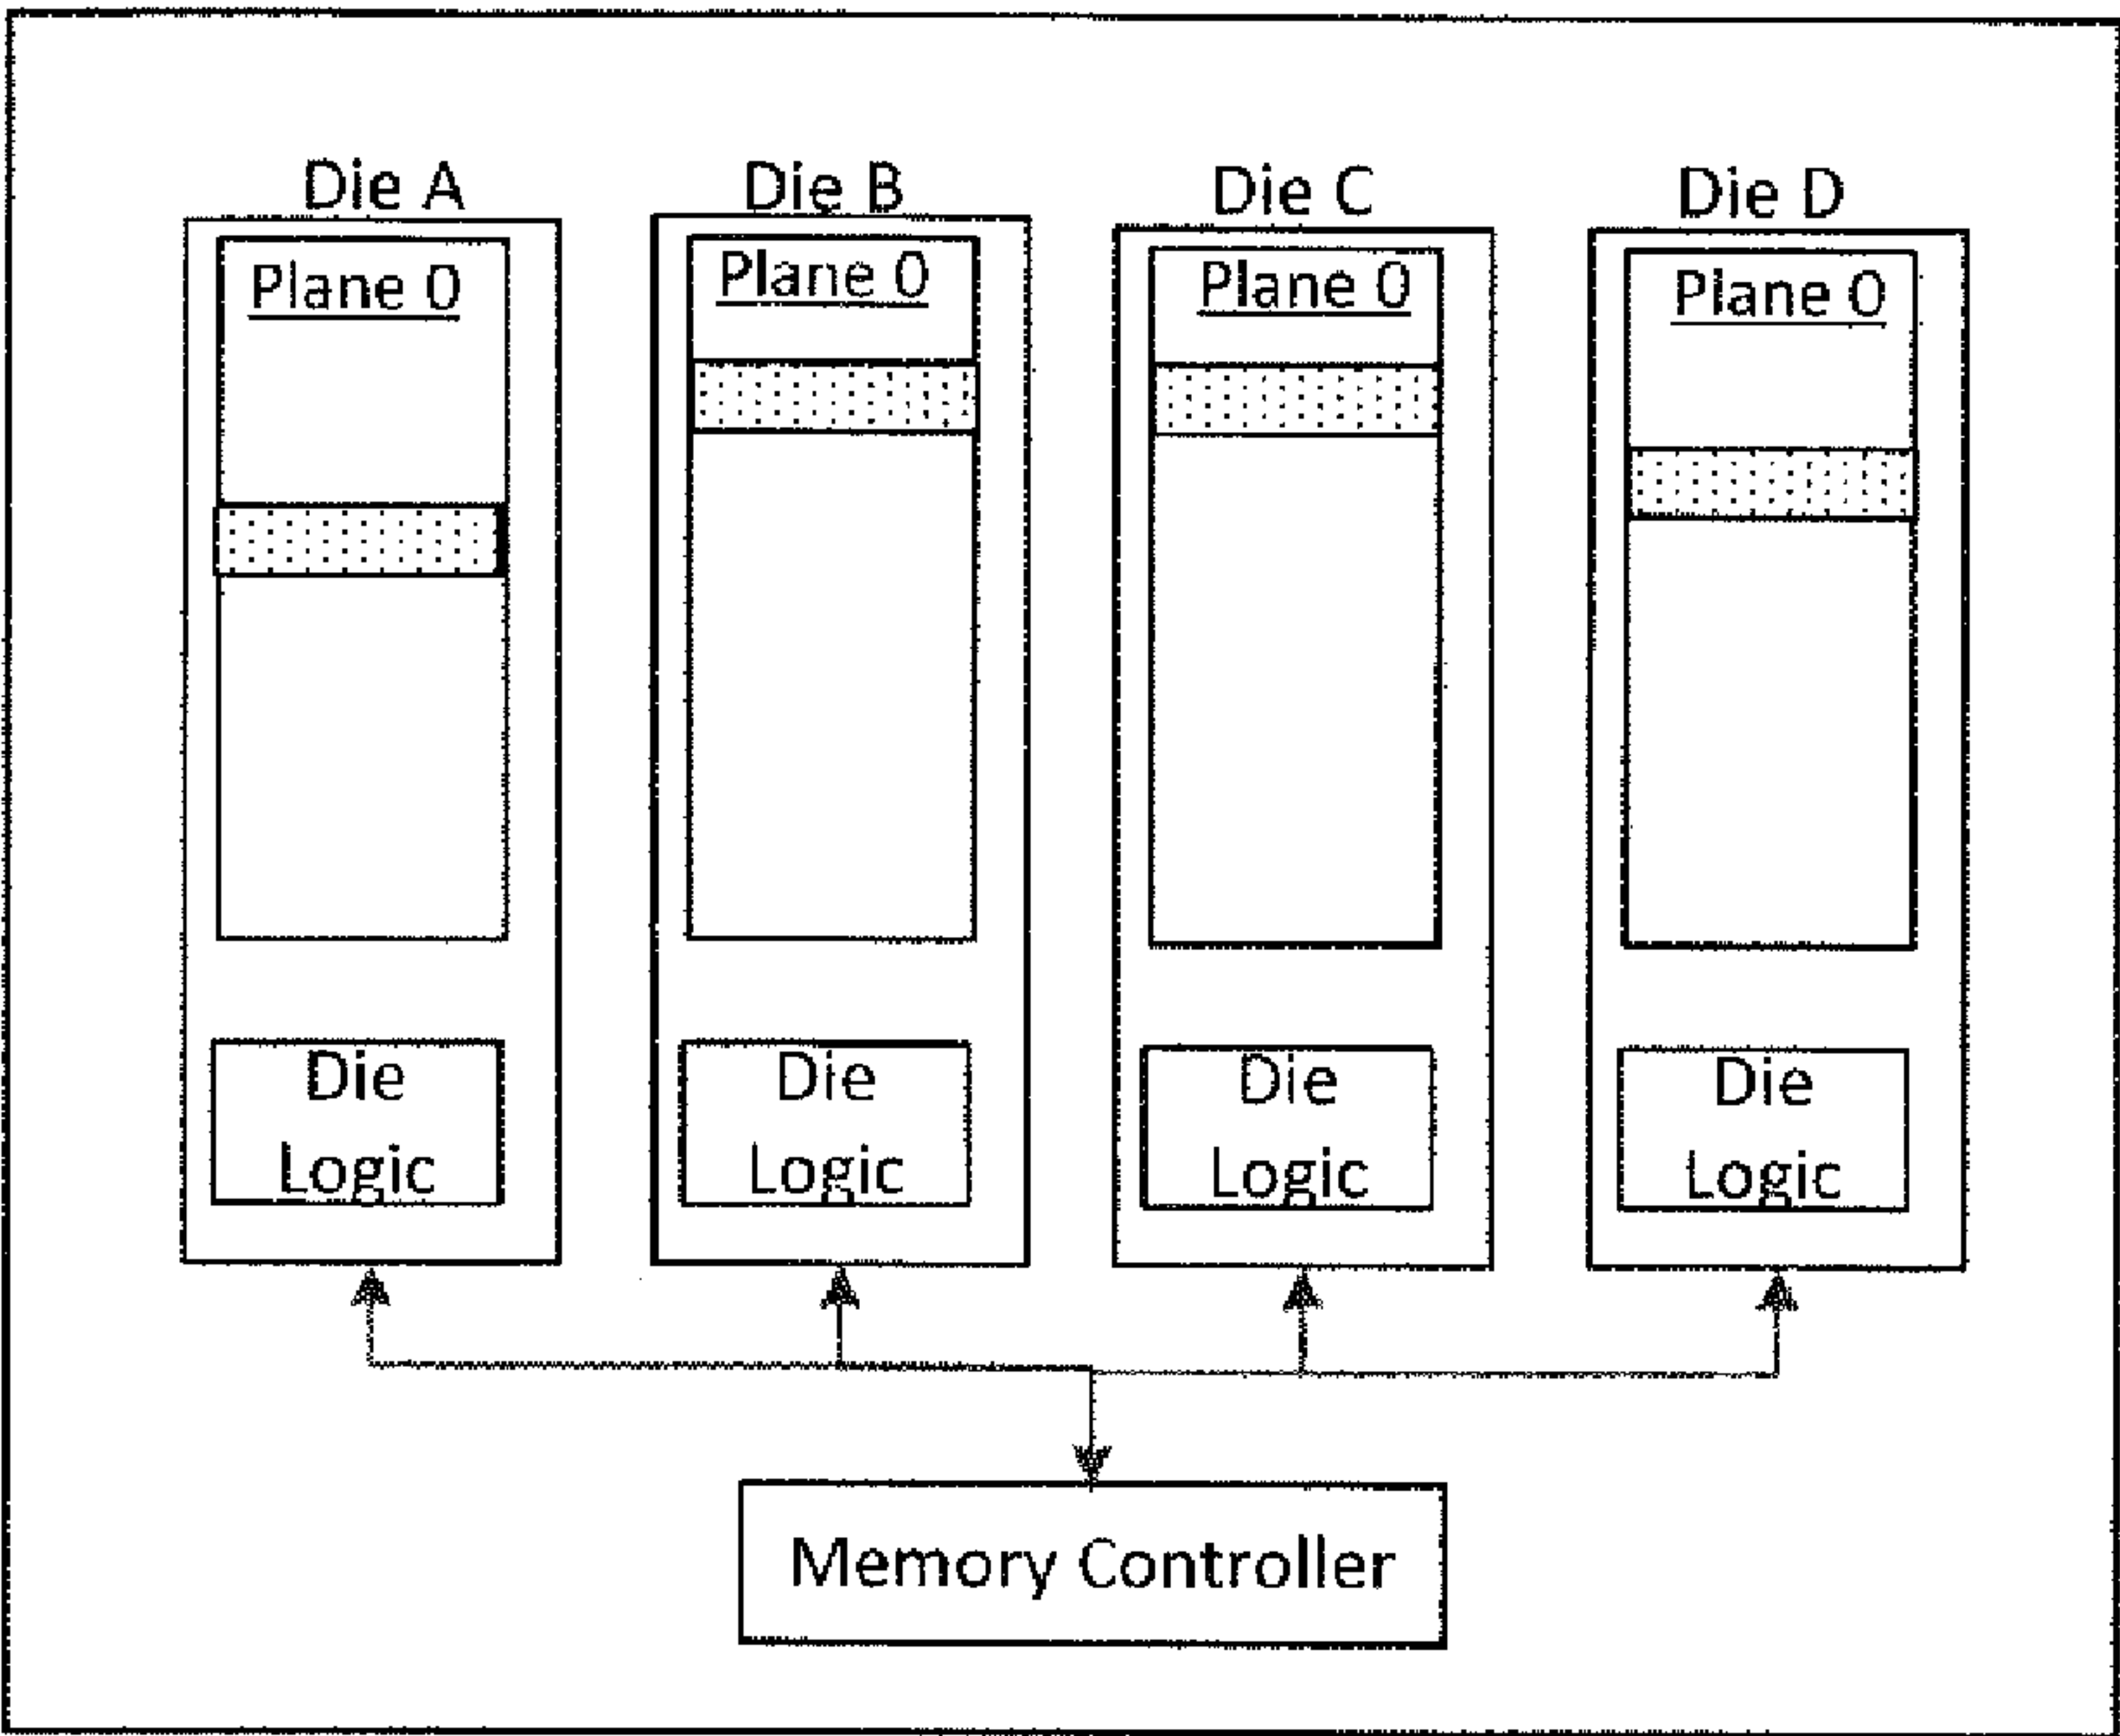 Die A
Die B
Die C
Die D
Plane 0
Plane 0
Plane 0
Plane 0
Die
Logic
Die
Logic
Die
Logic
Die
Logic
Memory Controller